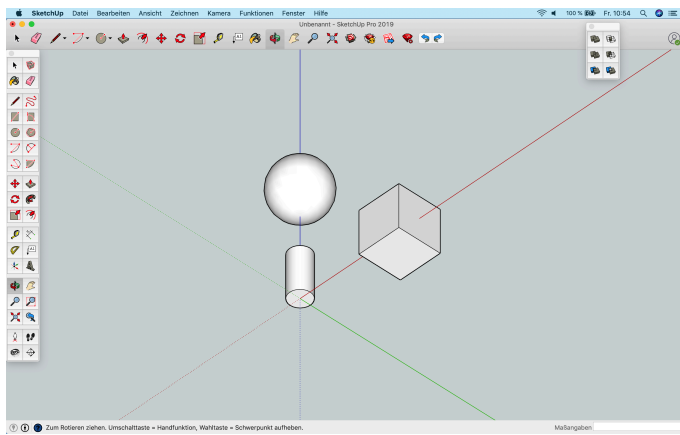 SketchUp Datei Bearbeiten Ansicht Zeichnen Kamera Funktionen Fenster Hilfe 100 % Fr. 10:54
Unbenannt - SketchUp Pro 2019
Zum Rotieren ziehen. Umschalttaste = Handfunktion, Wahltaste = Schwerpunkt aufheben. Maßangaben